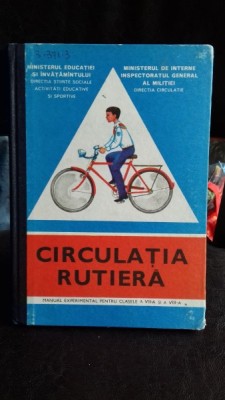 MINISTERUL EDUCAȚIEI
ȘI ÎNVĂȚĂMÎNTULUI
DIRECȚIA ȘTIINȚE SOCIALE
ACTIVITĂȚI EDUCATIVE
ȘI SPORTIVE
MINISTERUL DE INTERNE
INSPECTORATUL GENERAL
AL MILIȚIEI
DIRECȚIA CIRCULAȚIE
CIRCULAȚIA
RUTIERĂ
MANUAL EXPERIMENTAL PENTRU CLASELE A VII-A ȘI A VIII-A